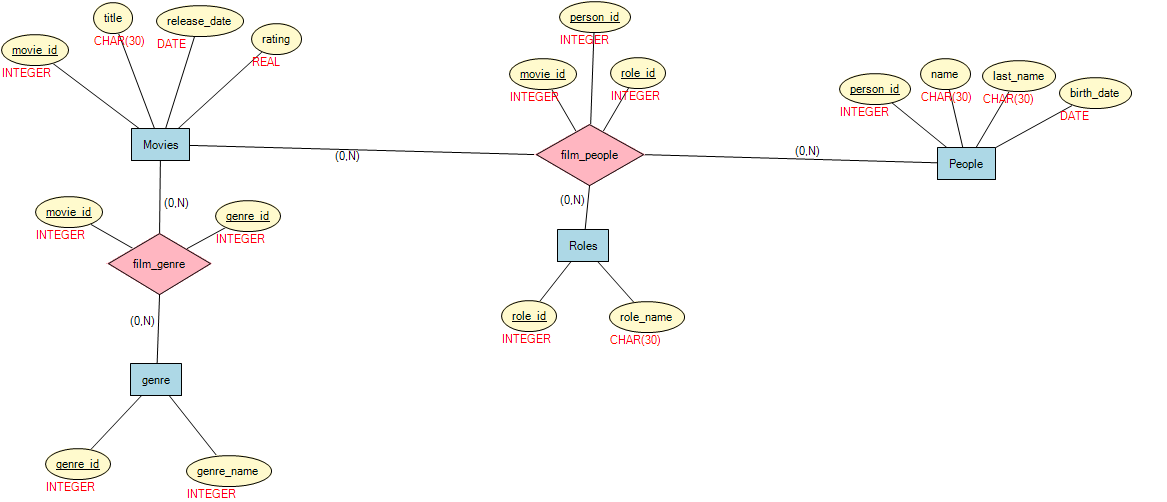 title
CHAR(30)
release_date
DATE
rating
REAL
movie_id
INTEGER
Movies
(0,N)
person_id
INTEGER
movie_id
INTEGER
role_id
INTEGER
film_people
(0,N)
person_id
INTEGER
name
CHAR(30)
last_name
CHAR(30)
birth_date
DATE
People
(0,N)
movie_id
INTEGER
genre_id
INTEGER
film_genre
(0,N)
(0,N)
Roles
role_id
INTEGER
role_name
CHAR(30)
genre
genre_id
INTEGER
genre_name
INTEGER